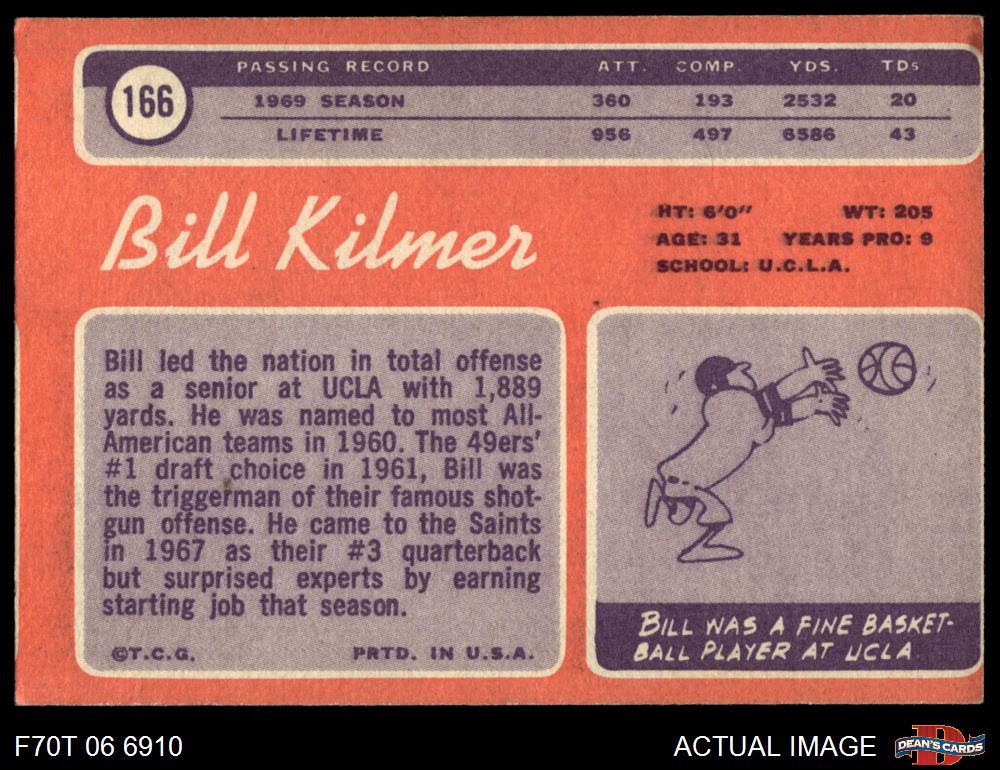 166
PASSING RECORD ATT. COMP. YDS. TDs
1969 SEASON 360 193 2532 20
LIFETIME 956 497 6586 43
Bill Kilmer
HT: 6'0" WT: 205
AGE: 31 YEARS PRO: 9
SCHOOL: U.C.L.A.
Bill led the nation in total offense
as a senior at UCLA with 1,889
yards. He was named to most All-
American teams in 1960. The 49ers'
#1 draft choice in 1961, Bill was
the triggerman of their famous shot-
gun offense. He came to the Saints
in 1967 as their #3 quarterback
but surprised experts by earning
starting job that season.
©T.C.G. PRTD. IN U.S.A.
BILL WAS A FINE BASKET-
BALL PLAYER AT UCLA
F70T 06 6910
ACTUAL IMAGE
D
DEAN'S CARDS